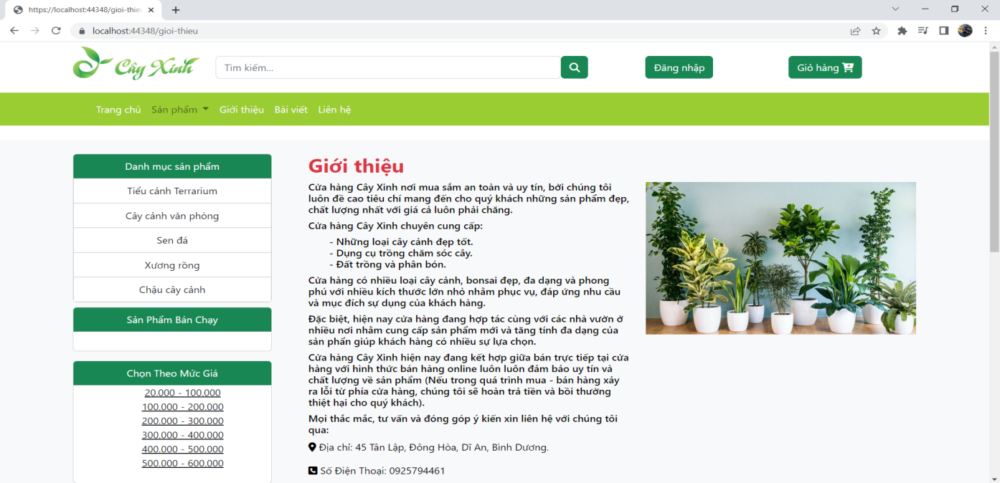 https://localhost:44348/gioi-thieu
localhost:44348/gioi-thieu
Cây Xinh
Tìm kiếm...
Đăng nhập
Giỏ hàng
Trang chủ Sản phẩm Giới thiệu Bài viết Liên hệ
Danh mục sản phẩm
Tiểu cảnh Terrarium
Cây cảnh văn phòng
Sen đá
Xương rồng
Chậu cây cảnh
Sản Phẩm Bán Chạy
Chọn Theo Mức Giá
20.000 - 100.000
100.000 - 200.000
200.000 - 300.000
300.000 - 400.000
400.000 - 500.000
500.000 - 600.000
Giới thiệu
Cửa hàng Cây Xinh nơi mua sắm an toàn và uy tín, bởi chúng tôi
luôn đề cao tiêu chí mang đến cho quý khách những sản phẩm đẹp,
chất lượng nhất với giá cả luôn phải chăng.
Cửa hàng Cây Xinh chuyên cung cấp:
- Những loại cây cảnh đẹp tốt.
- Dụng cụ trồng chăm sóc cây.
- Đất trồng và phân bón.
Cửa hàng có nhiều loại cây cảnh, bonsai đẹp, đa dạng và phong
phú với nhiều kích thước lớn nhỏ nhằm phục vụ, đáp ứng nhu cầu
và mục đích sự dụng của khách hàng.
Đặc biệt, hiện nay cửa hàng đang hợp tác cùng với các nhà vườn ở
nhiều nơi nhằm cung cấp sản phẩm mới và tăng tính đa dạng của
sản phẩn giúp khách hàng có nhiều sự lựa chọn.
Cửa hàng Cây Xinh hiện nay đang kết hợp giữa bán trực tiếp tại cửa
hàng với hình thức bán hàng online luôn luôn đảm bảo uy tín và
chất lượng về sản phẩm (Nếu trong quá trình mua - bán hàng xảy
ra lỗi từ phía cửa hàng, chúng tôi sẽ hoàn trả tiền và bồi thường
thiệt hại cho quý khách).
Mọi thắc mắc, tư vấn và đóng góp ý kiến xin liên hệ với chúng tôi
qua:
Địa chỉ: 45 Tân Lập, Đông Hòa, Dĩ An, Bình Dương.
Số Điện Thoại: 0925794461